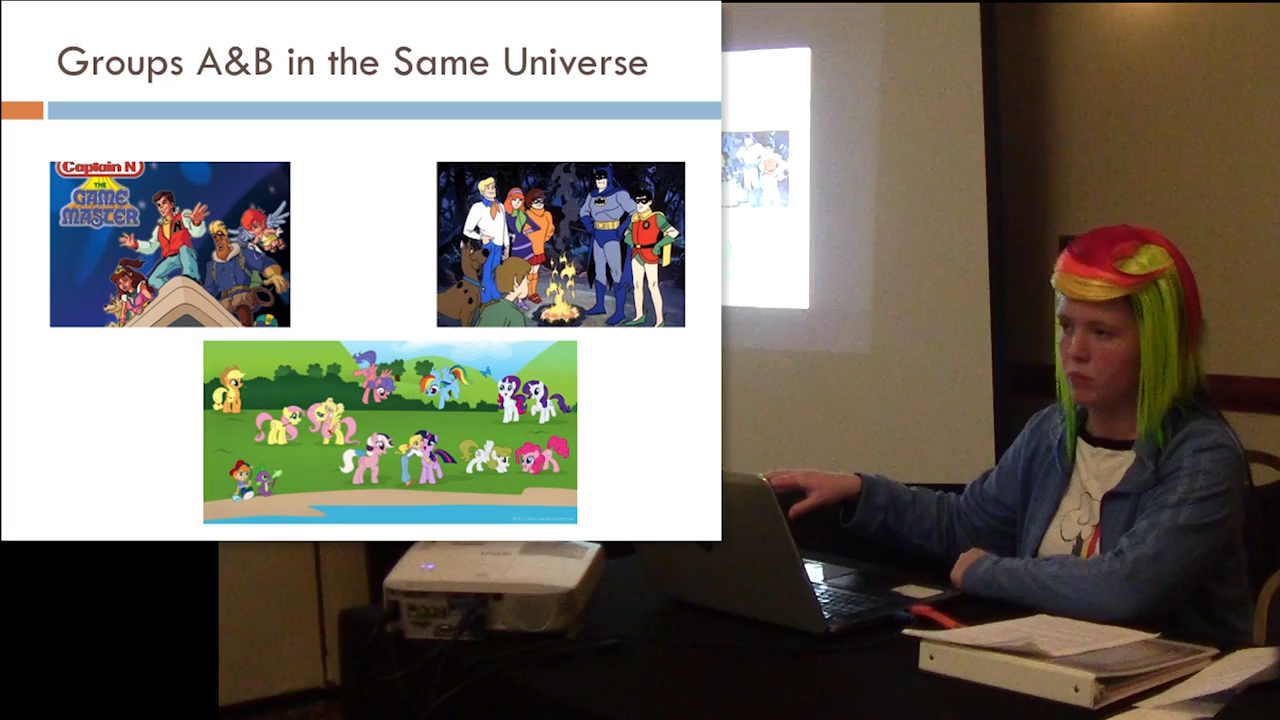 Groups A&B in the Same Universe
Captain N
THE
GAME
MASTER
N